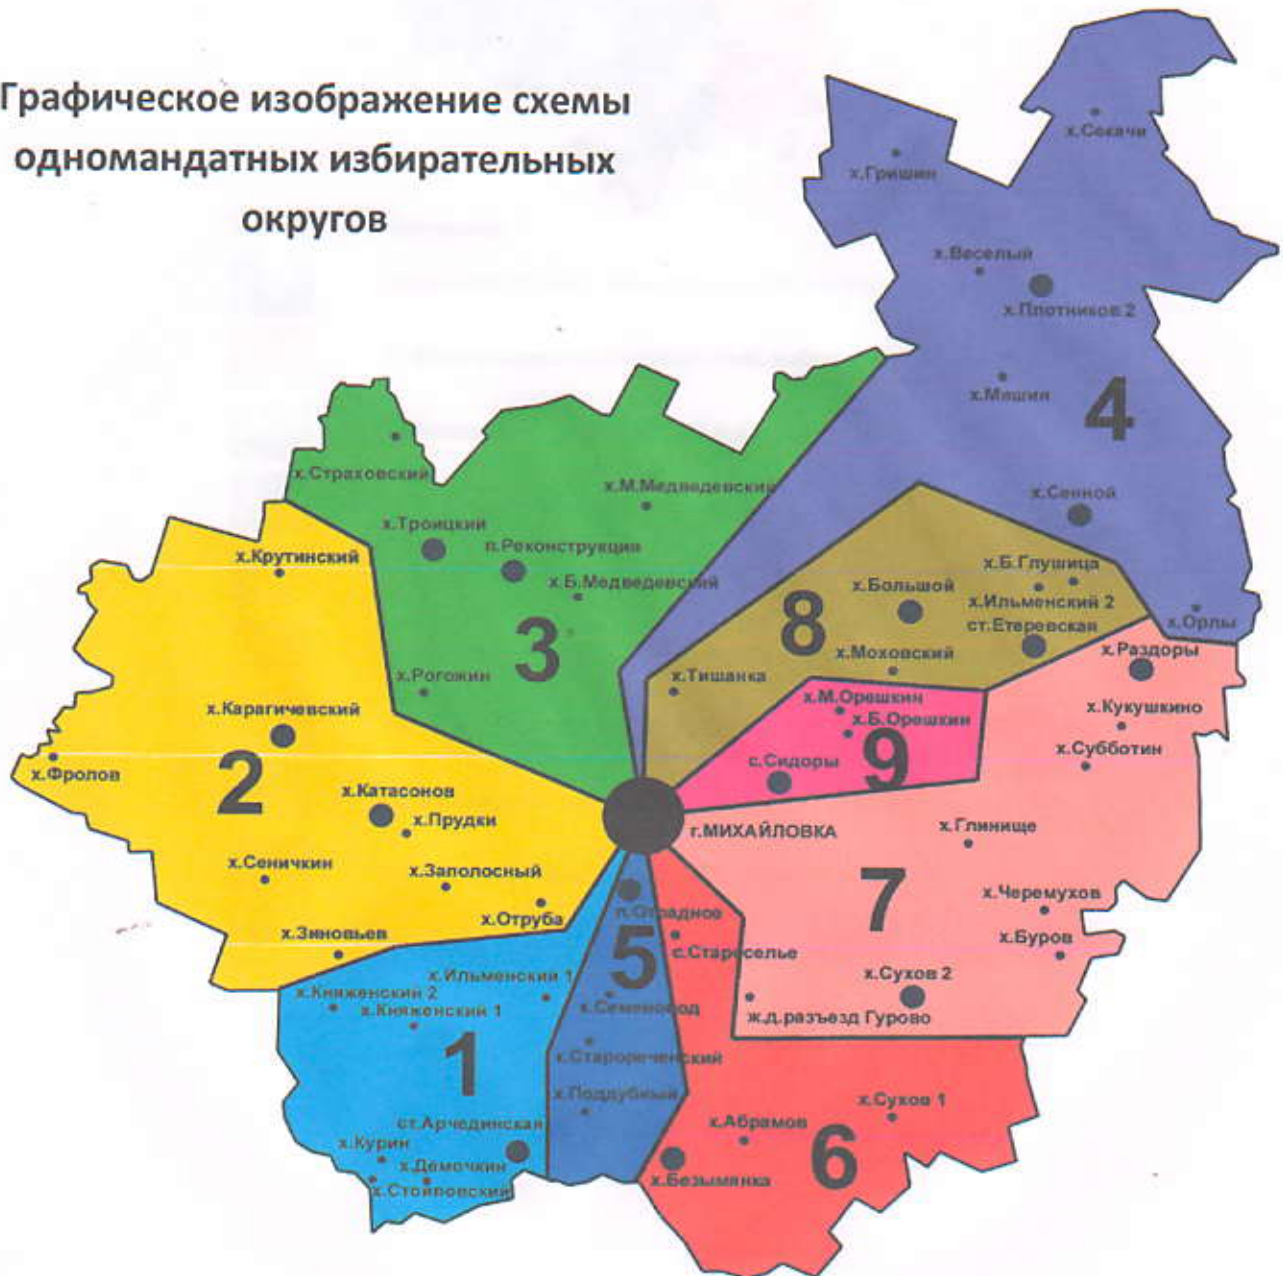 Графическое изображение схемы
одномандатных избирательных
округов
х.Секачи
х.Гришин
х.Веселый
х.Плотников 2
х.Мишин
4
х.Страховский
х.М.Медведевский
х.Сенной
х.Троицкий
п.Реконструкция
х.Крутинский
х.Б.Глушица
х.Б.Медведевский
х.Большой
х.Ильменский 2
8
ст.Етеревская
х.Орлы
3
х.Моховский
х.Раздоры
х.Рогожин
х.Тишанка
х.М.Орешкин
х.Карагичевский
х.Б.Орешкин
х.Кукушкино
х.Субботин
х.Фролов
2
с.Сидоры
9
х.Катасонов
х.Прудки
г.МИХАЙЛОВКА
х.Глинище
х.Сеничкин
х.Заполосный
7
х.Черемухов
х.Отруба
п.Отрадное
х.Зиновьев
с.Староселье
х.Буров
5
х.Ильменский 1
х.Сухов 2
х.Княженский 2
х.Семеновод
х.Княженский 1
ж.д.разъезд Гурово
1
х.Старореченский
х.Поддубный
х.Сухов 1
ст.Арчединская
х.Абрамов
х.Курин
6
х.Демочкин
х.Безымянка
х.Стойловский